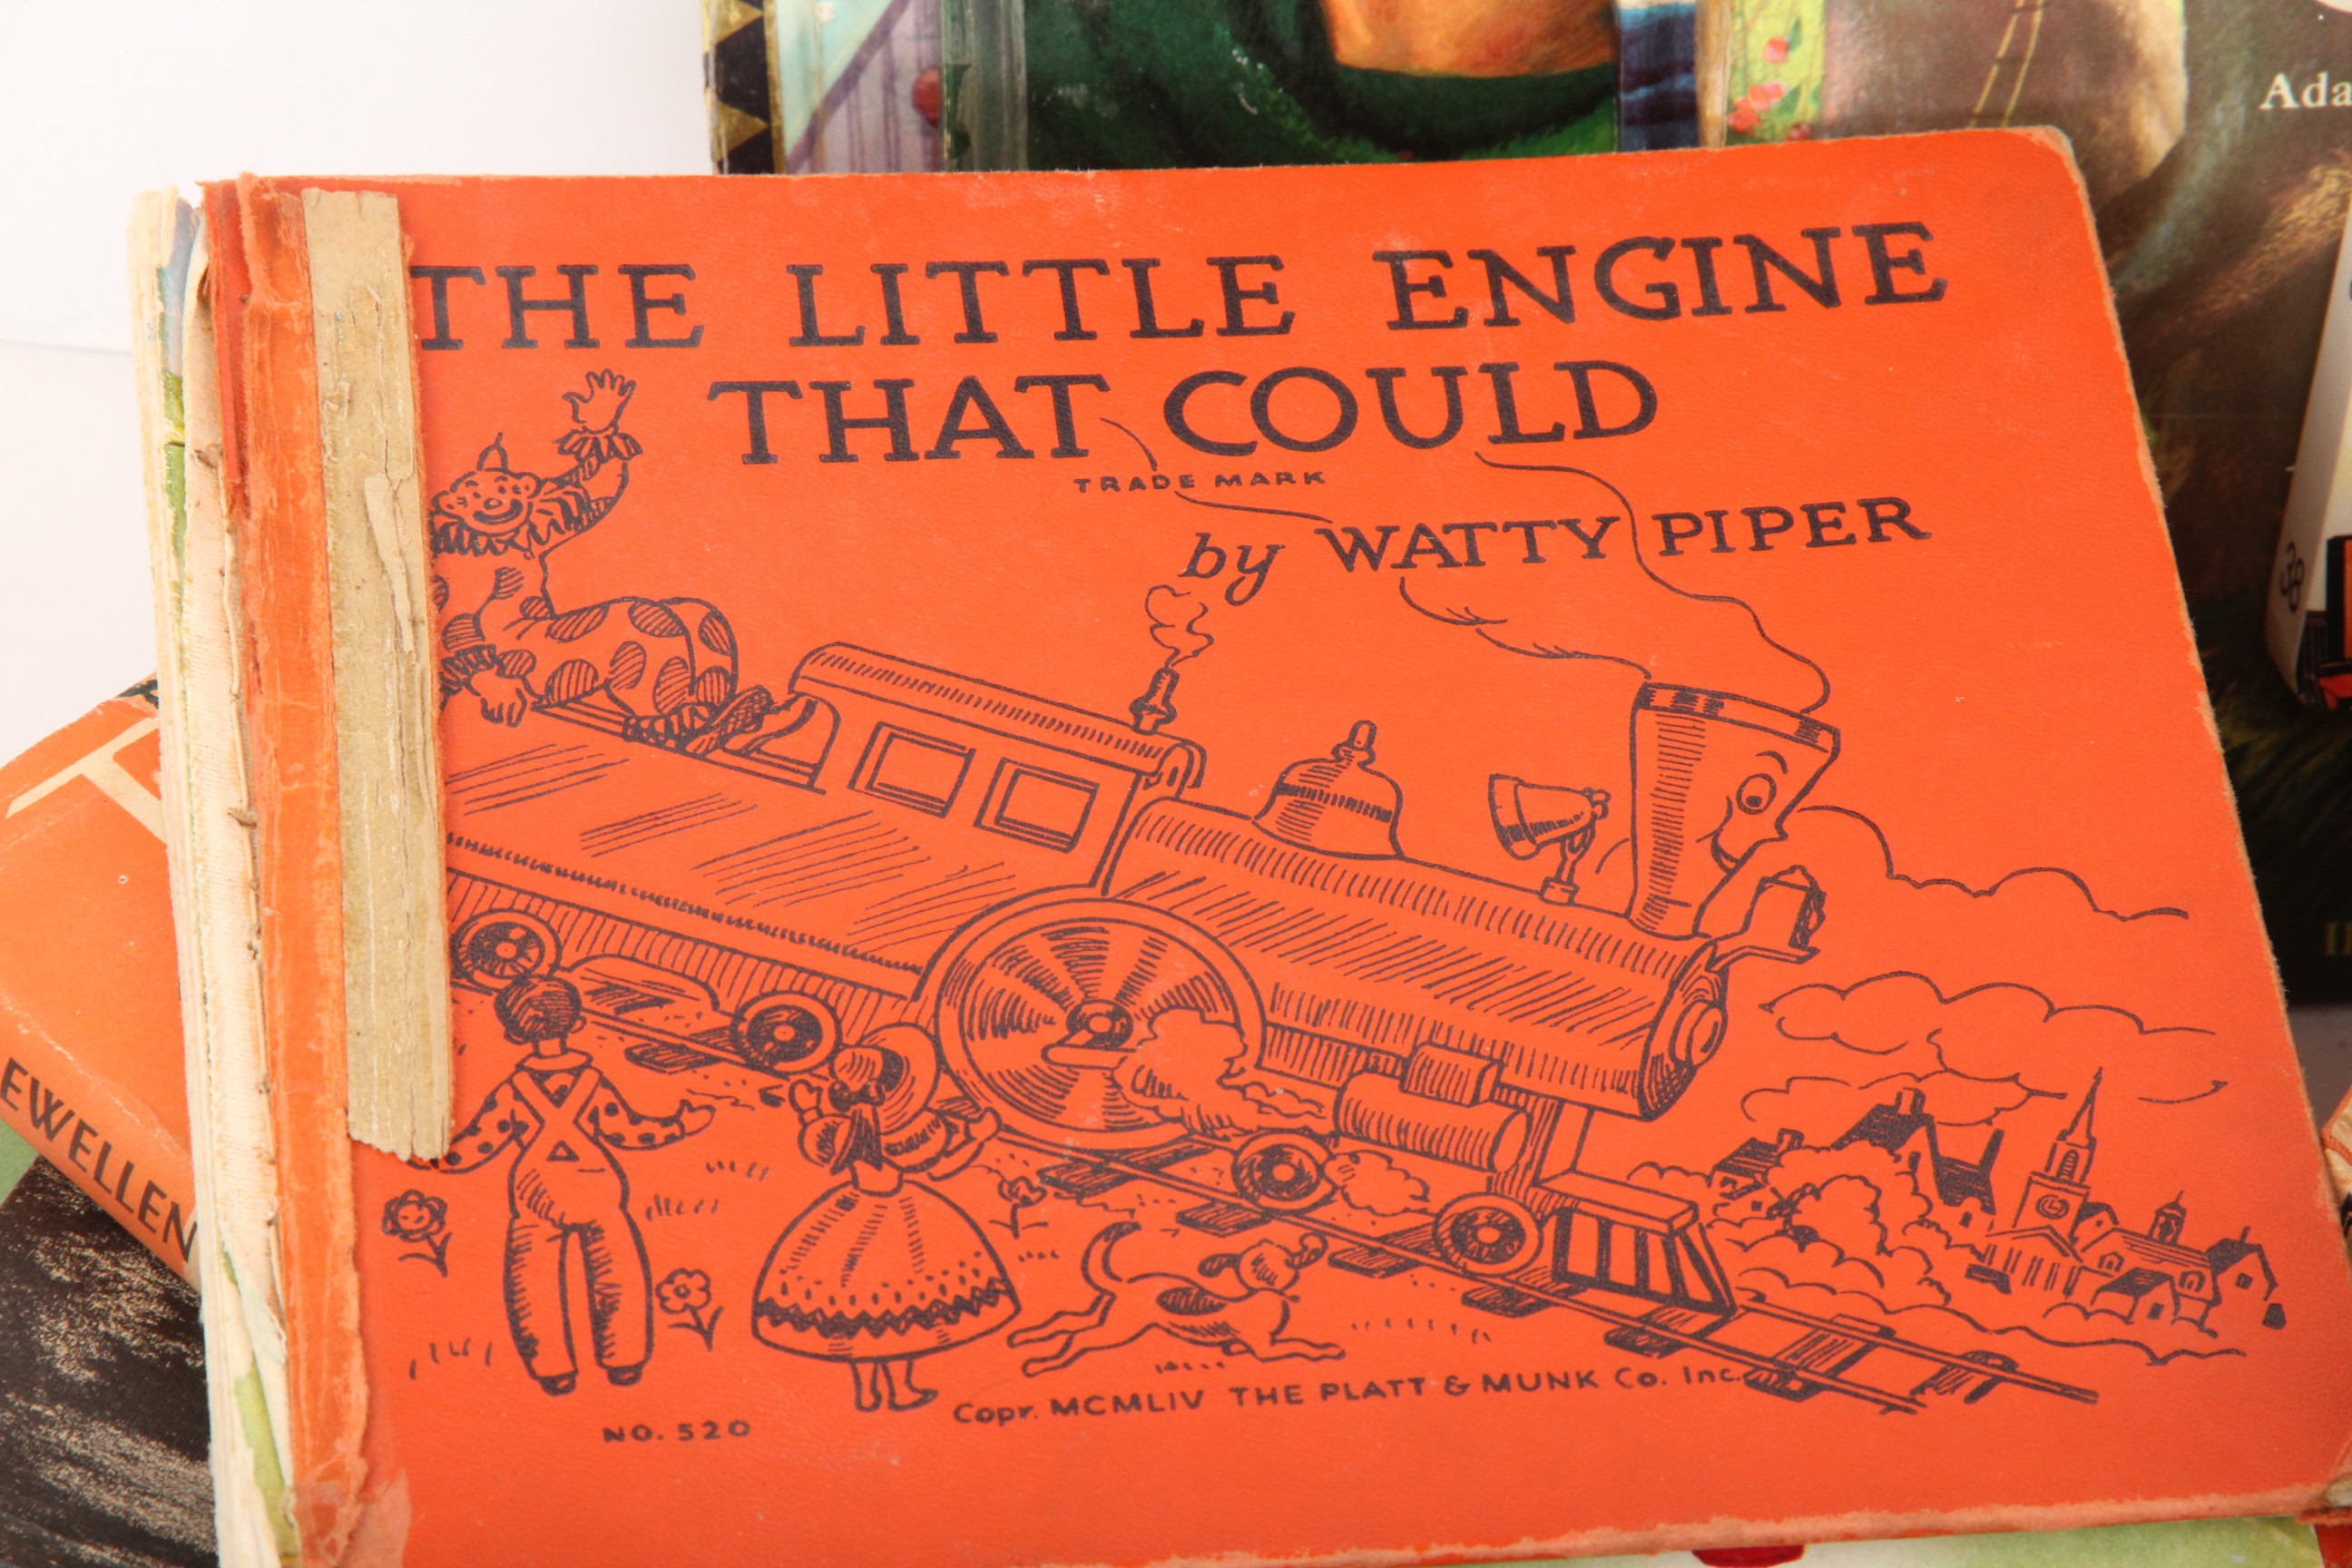 THE LITTLE ENGINE
THAT COULD
TRADE MARK
by WATTY PIPER
NO. 520
Copr. MCMLIV THE PLATT & MUNK Co. Inc.
EWELLEN
Ada